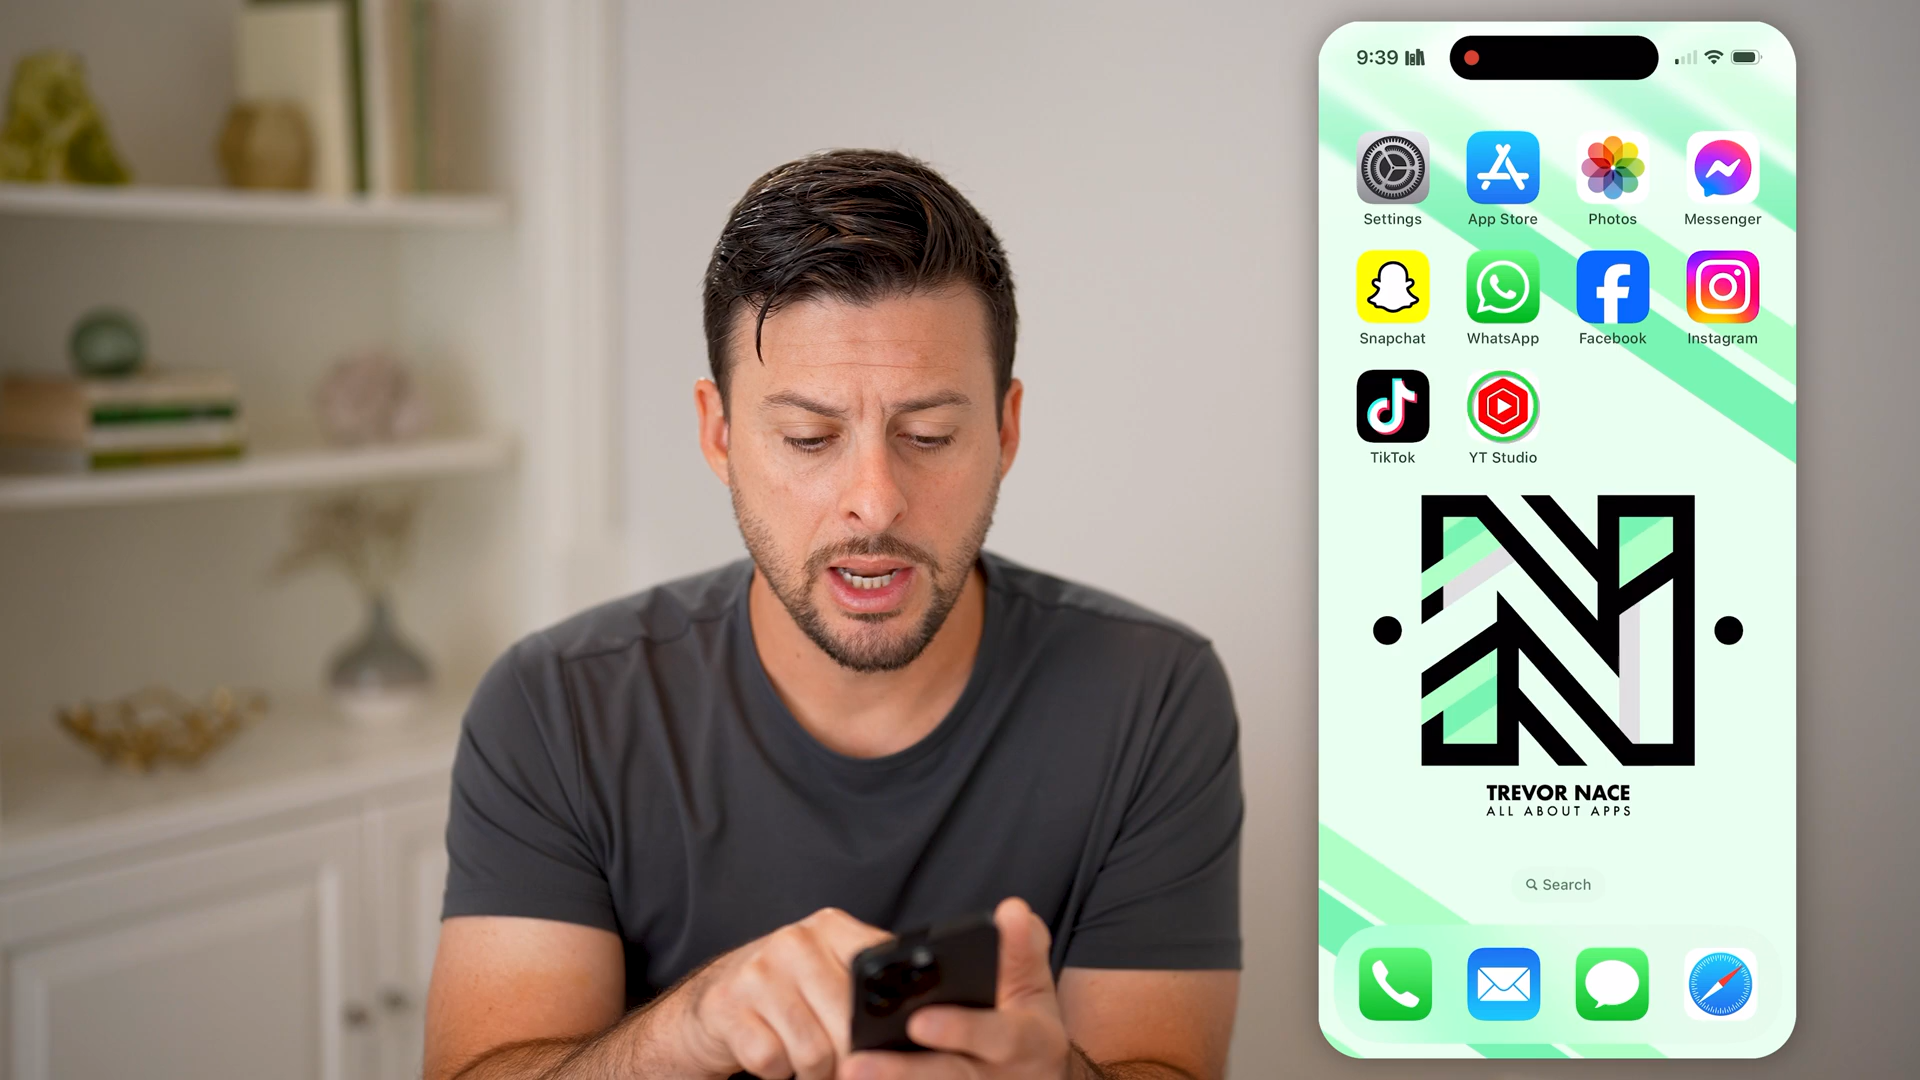 9:39
Settings App Store Photos Messenger
Snapchat WhatsApp Facebook Instagram
TikTok YT Studio
TREVOR NACE
ALL ABOUT APPS
Search